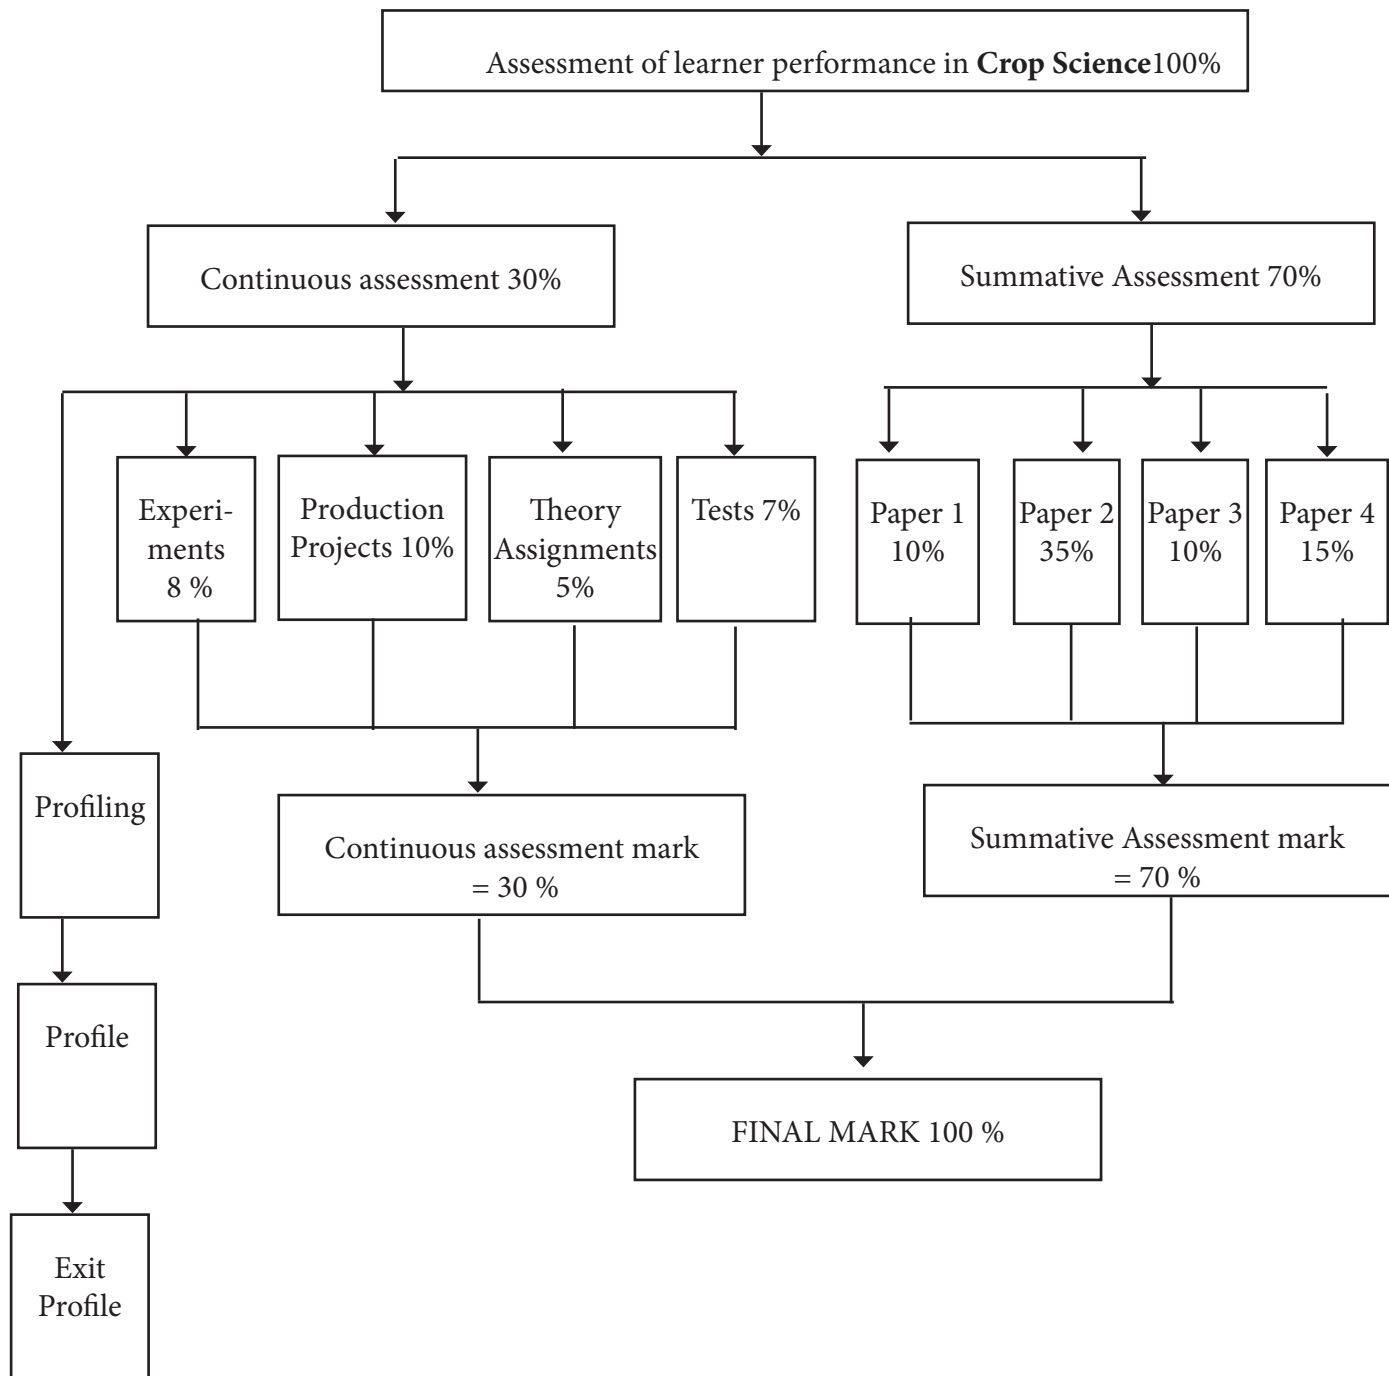 Assessment of learner performance in Crop Science100%
Continuous assessment 30%
Summative Assessment 70%
Experi-
ments
8 %
Production
Projects 10%
Theory
Assignments
5%
Tests 7%
Paper 1
10%
Paper 2
35%
Paper 3
10%
Paper 4
15%
Profiling
Continuous assessment mark
= 30 %
Summative Assessment mark
= 70 %
Profile
FINAL MARK 100 %
Exit
Profile